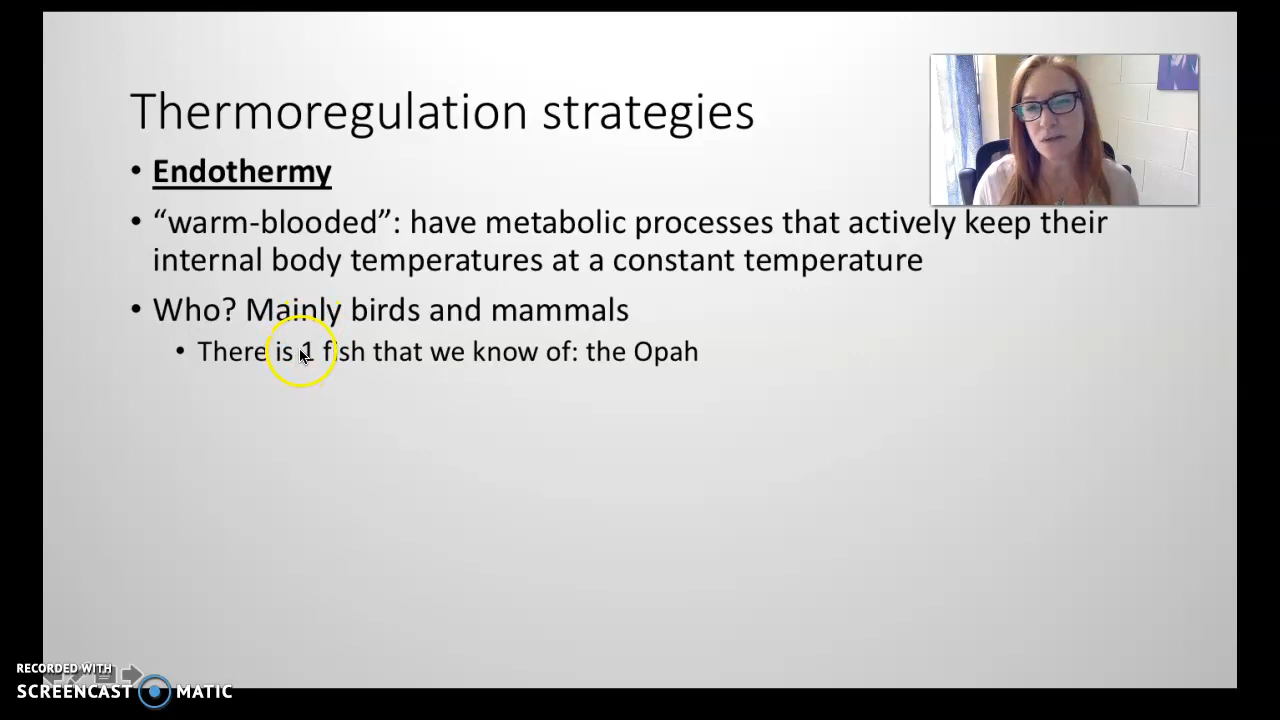 Thermoregulation strategies
• Endothermy
• “warm-blooded”: have metabolic processes that actively keep their
internal body temperatures at a constant temperature
• Who? Mainly birds and mammals
• There is 1 fish that we know of: the Opah
RECORDED WITH
SCREENCAST MATIC